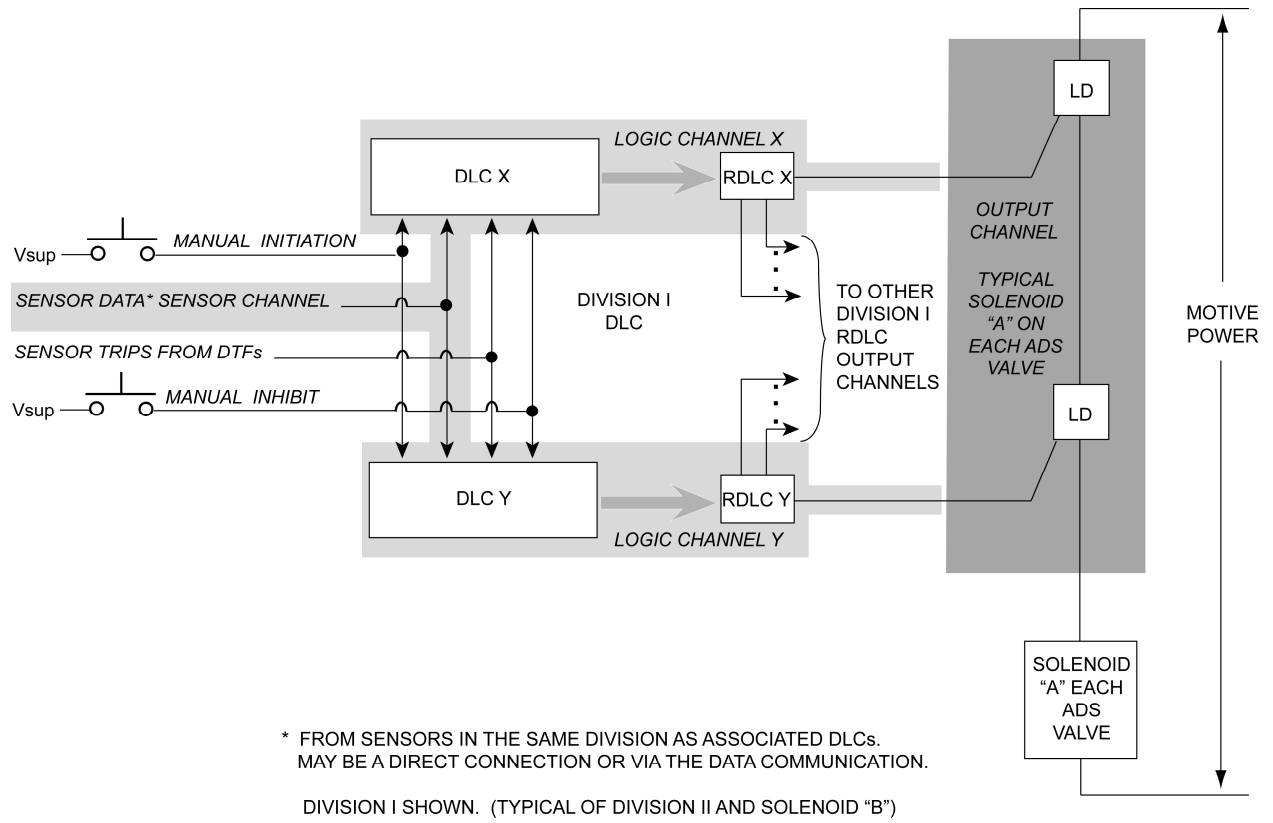 LD
LOGIC CHANNEL X
DLC X
RDLC X
OUTPUT
CHANNEL
Vsup
MANUAL INITIATION
SENSOR DATA* SENSOR CHANNEL
DIVISION I
DLC
TO OTHER
DIVISION I
RDLC
OUTPUT
CHANNELS
TYPICAL
SOLENOID
"A" ON
EACH ADS
VALVE
MOTIVE
POWER
SENSOR TRIPS FROM DTFs
Vsup
MANUAL INHIBIT
LD
DLC Y
RDLC Y
LOGIC CHANNEL Y
SOLENOID
"A" EACH
ADS
VALVE
* FROM SENSORS IN THE SAME DIVISION AS ASSOCIATED DLCs.
MAY BE A DIRECT CONNECTION OR VIA THE DATA COMMUNICATION.
DIVISION I SHOWN. (TYPICAL OF DIVISION II AND SOLENOID "B")